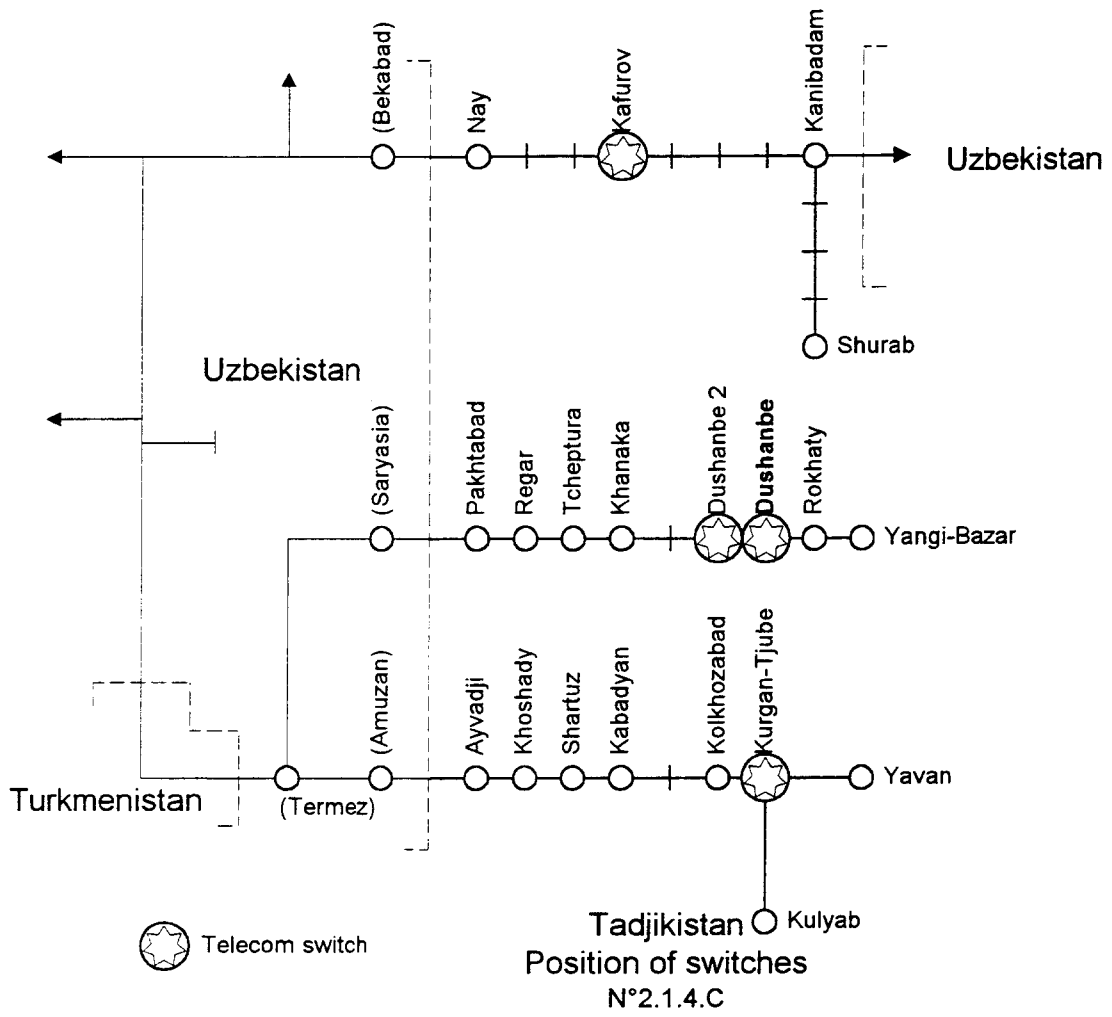 (Bekabad)
Nay
Kafurov
Kanibadam
Uzbekistan
Shurab
Uzbekistan
(Saryasia)
Pakhtabad
Regar
Tcheptura
Khanaka
Dushanbe 2
Dushanbe
Rokhaty
Yangi-Bazar
(Amuzan)
Ayvadji
Khoshady
Shartuz
Kabadyan
Kolkhozabad
Kurgan-Tjube
Yavan
Turkmenistan
(Termez)
Kulyab
Telecom switch
Tadjikistan
Position of switches
N°2.1.4.C